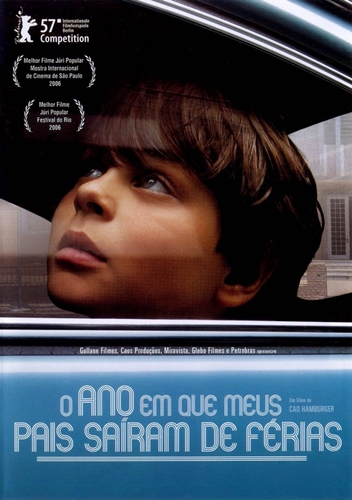 57 Internationale
Filmfestspiele
Berlin
Competition
Melhor Filme Júri Popular
Mostra Internacional
de Cinema de São Paulo
2006
Melhor Filme
Júri Popular
Festival do Rio
2006
Gullane Filmes, Caos Produções, Miravista, Globo Filmes e Petrobras apresentam
O ANO EM QUE MEUS
PAIS SAÍRAM DE FÉRIAS
um filme de
CAO HAMBURGER